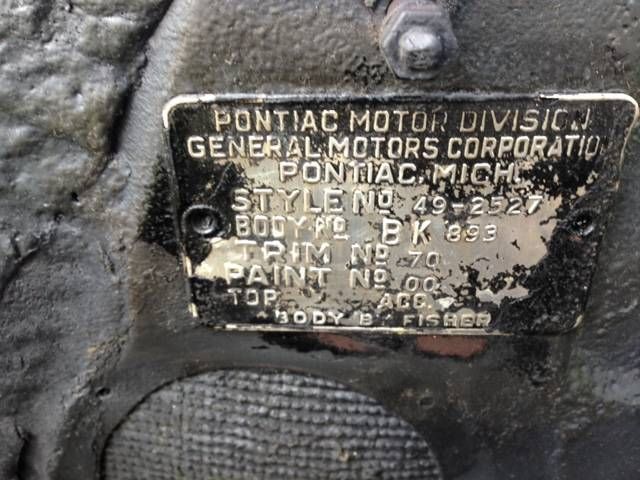 PONTIAC MOTOR DIVISION
GENERAL MOTORS CORPORATION
PONTIAC, MICH.
STYLE NO 49-2527
BODY NO BK 893
TRIM NO 70
PAINT NO 00
TOP ACC.
BODY B FISHER